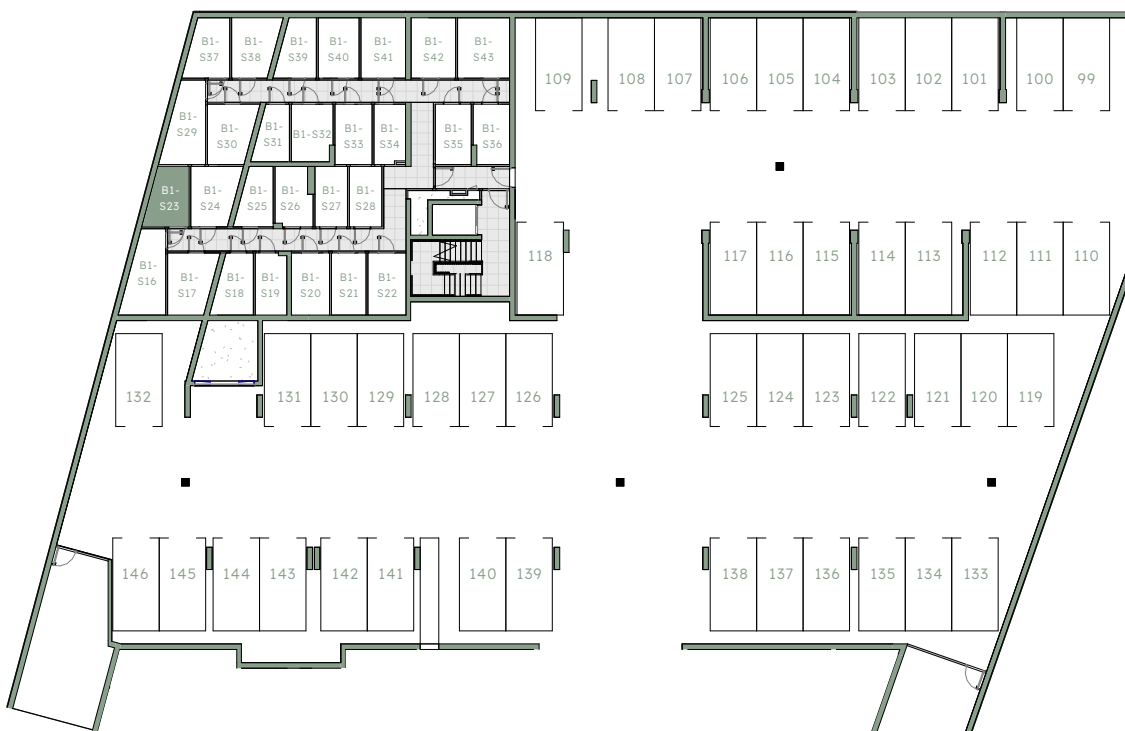 B1-
S37
B1-
S38
B1-
S39
B1-
S40
B1-
S41
B1-
S42
B1-
S43
109
108
107
106
105
104
103
102
101
100
99
B1-
S29
B1-
S30
B1-
S31
B1-S32
B1-
S33
B1-
S34
B1-
S35
B1-
S36
B1-
S23
B1-
S24
B1-
S25
B1-
S26
B1-
S27
B1-
S28
118
117
116
115
114
113
112
111
110
B1-
S16
B1-
S17
B1-
S18
B1-
S19
B1-
S20
B1-
S21
B1-
S22
132
131
130
129
128
127
126
125
124
123
122
121
120
119
146
145
144
143
142
141
140
139
138
137
136
135
134
133